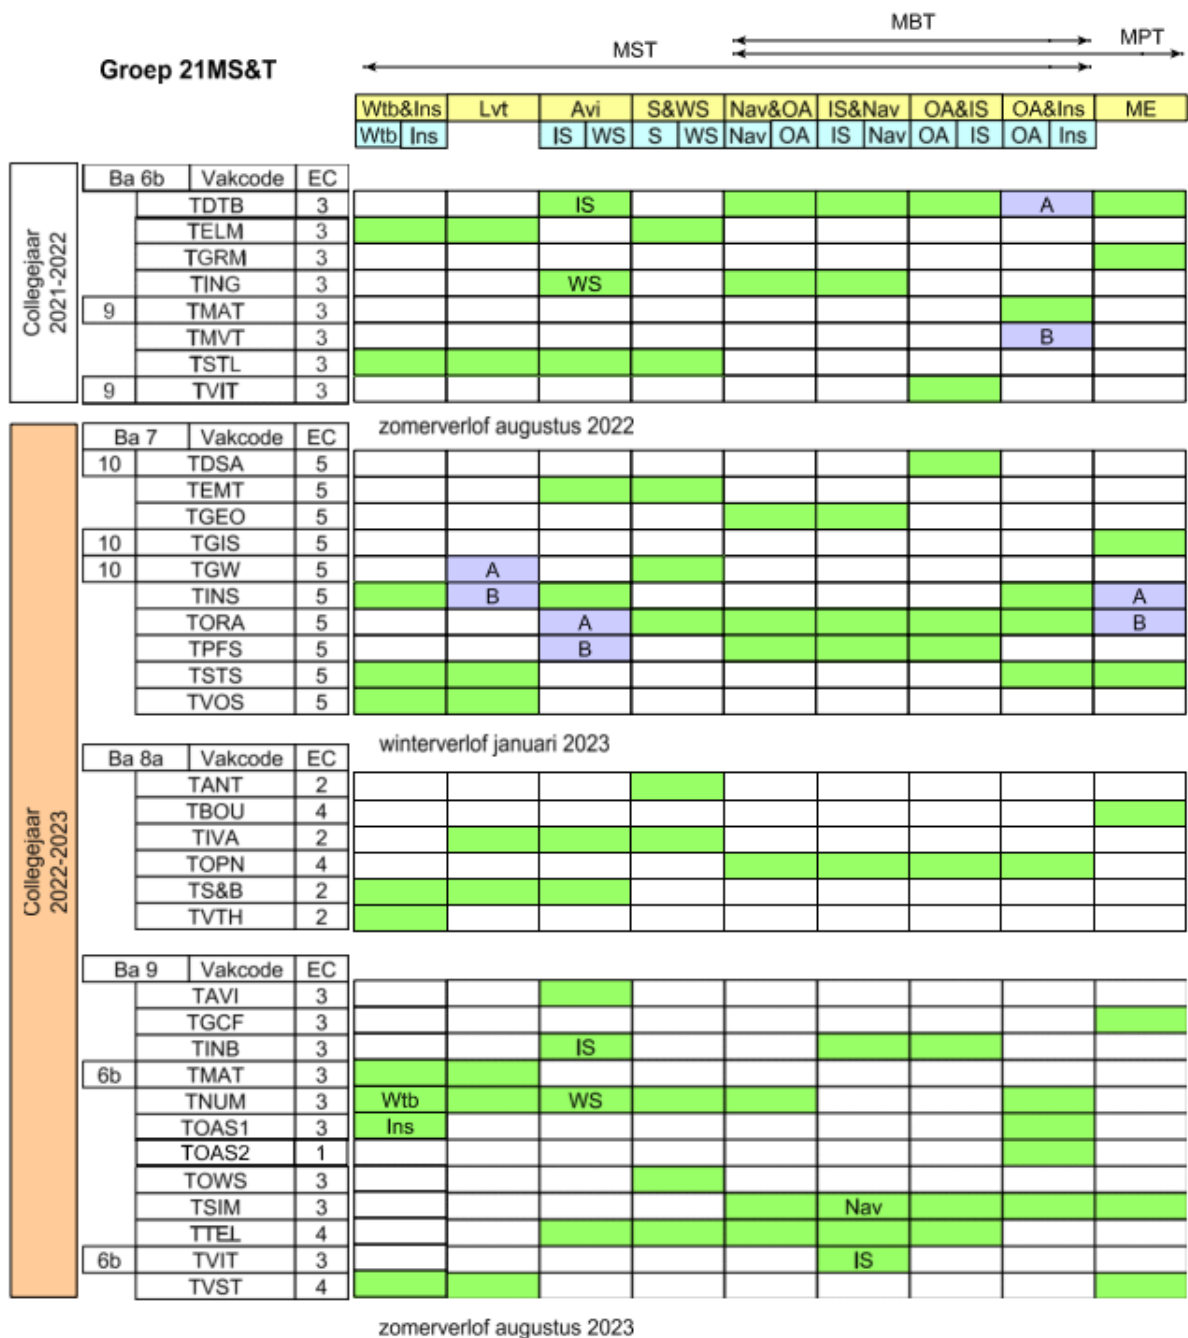 MBT
MPT
MST
Groep 21MS&T
Wtb&Ins Lvt Avi S&WS Nav&OA IS&Nav OA&IS OA&Ins ME
Wtb Ins IS WS S WS Nav OA IS Nav OA IS OA Ins
Collegejaar
2021-2022
Ba 6b Vakcode EC
TDTB 3 IS A
TELM 3
TGRM 3
TING 3 WS
9 TMAT 3
TMVT 3 B
TSTL 3
9 TVIT 3
zomerverlof augustus 2022
Collegejaar
2022-2023
Ba 7 Vakcode EC
10 TDSA 5
TEMT 5
TGEO 5
10 TGIS 5
10 TGW 5 A
TINS 5 B A
TORA 5 A B
TPFS 5 B
TSTS 5
TVOS 5
winterverlof januari 2023
Ba 8a Vakcode EC
TANT 2
TBOU 4
TIVA 2
TOPN 4
TS&B 2
TVTH 2
Ba 9 Vakcode EC
TAVI 3
TGCF 3
TINB 3 IS
6b TMAT 3
TNUM 3 Wtb WS
TOAS1 3 Ins
TOAS2 1
TOWS 3
TSIM 3 Nav
TTEL 4
6b TVIT 3 IS
TVST 4
zomerverlof augustus 2023